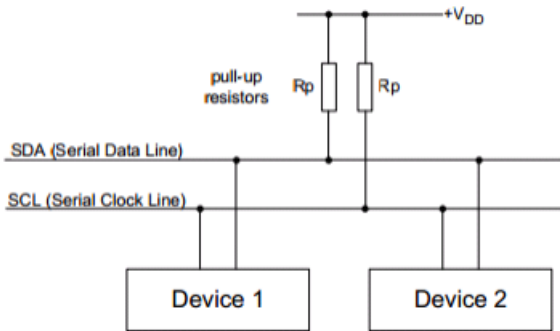 +VDD
pull-up
resistors
Rp
Rp
SDA (Serial Data Line)
SCL (Serial Clock Line)
Device 1
Device 2